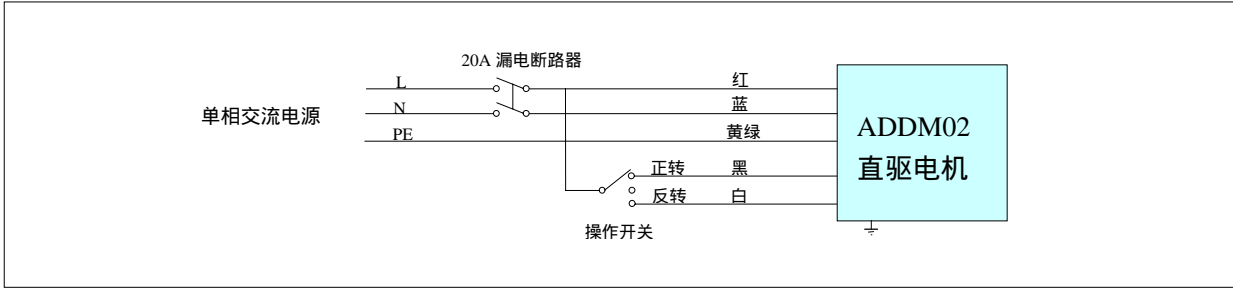 20A 漏电断路器
L
红
单相交流电源
N
蓝
PE
黄绿
ADDM02
直驱电机
正转
黑
反转
白
操作开关